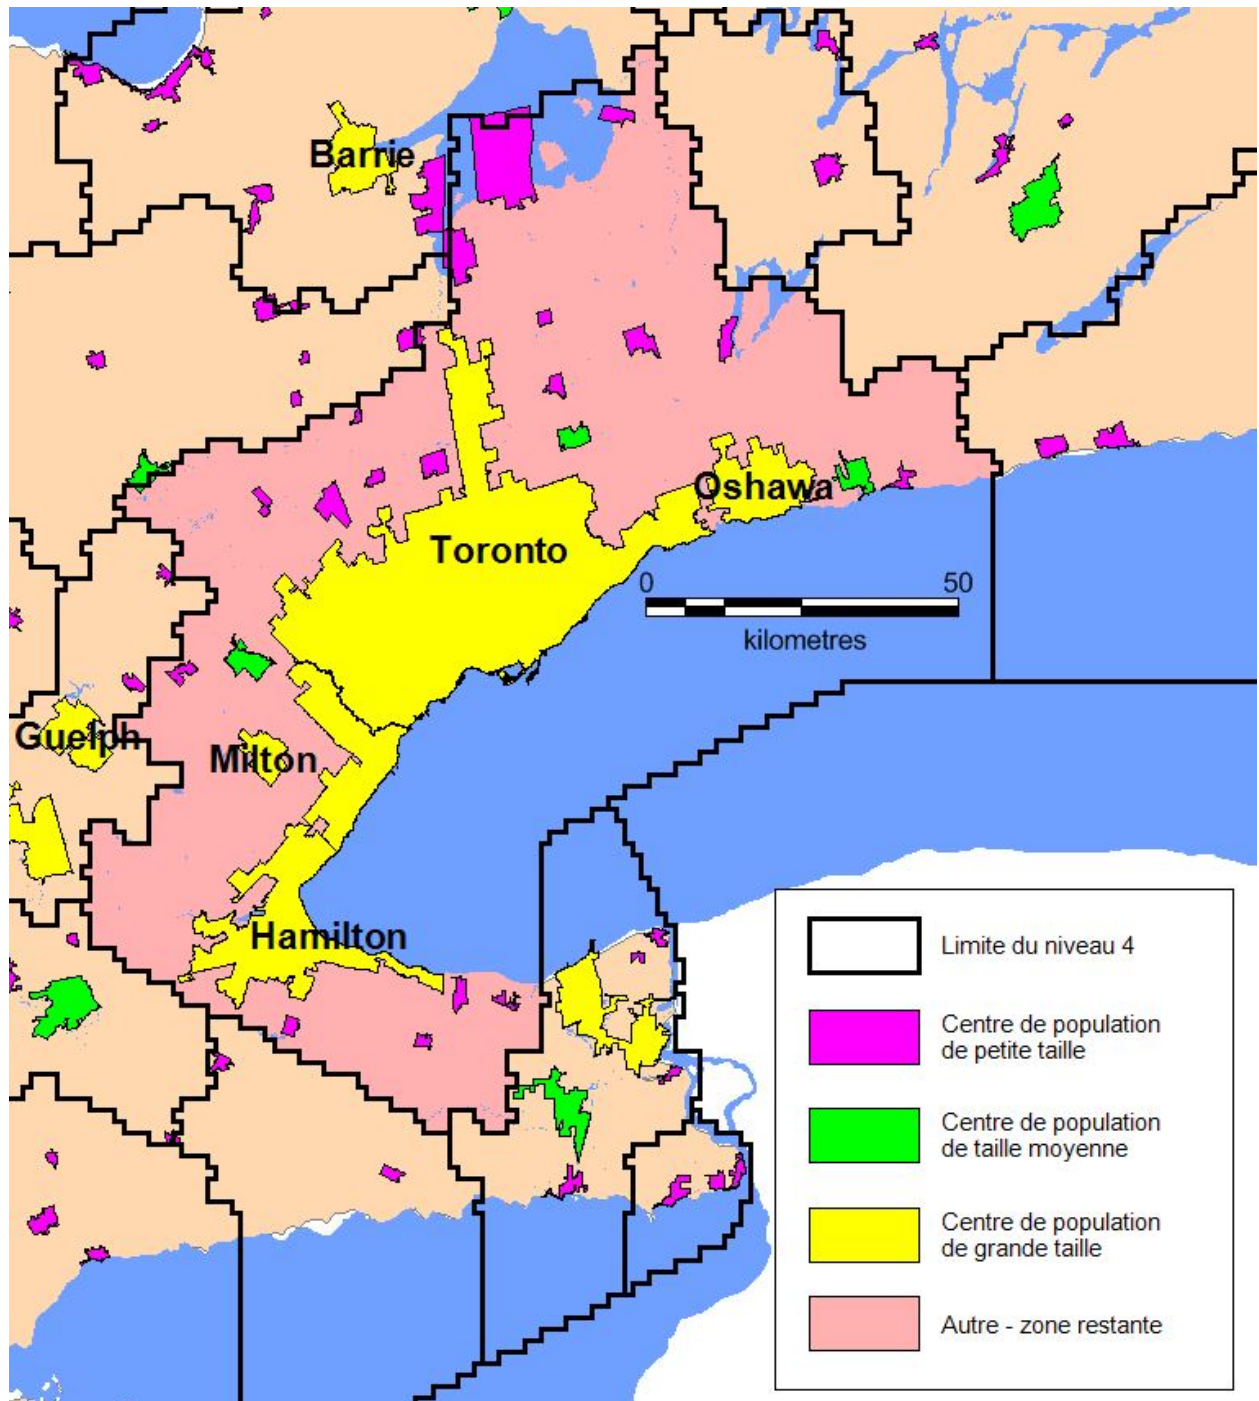 Barrie
Oshawa
Toronto
0 50
kilometres
Guelph
Milton
Hamilton
Limite du niveau 4
Centre de population
de petite taille
Centre de population
de taille moyenne
Centre de population
de grande taille
Autre - zone restante